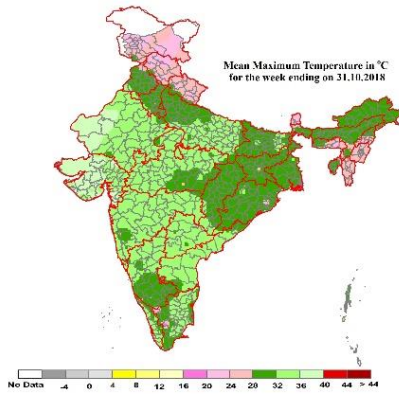 Mean Maximum Temperature in °C
for the week ending on 31.10.2018
No Data -4 0 4 8 12 16 20 24 28 32 36 40 44 > 44